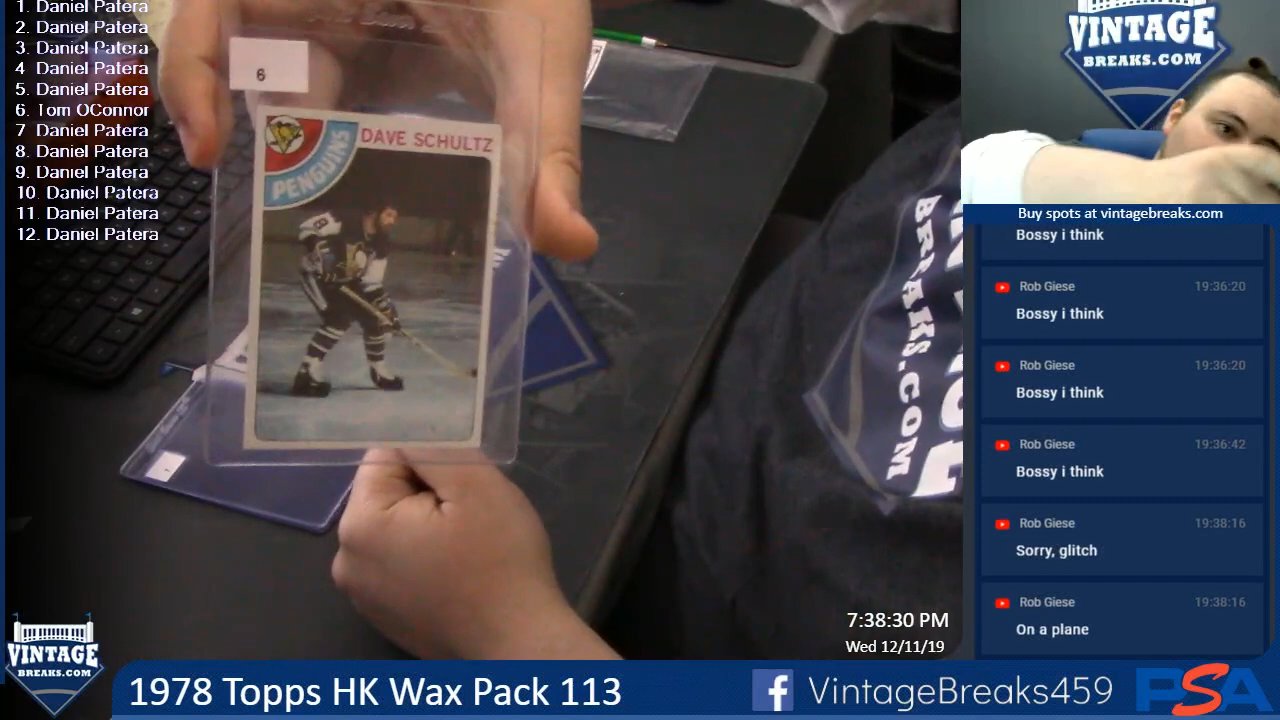 1. Daniel Patera
2. Daniel Patera
3. Daniel Patera
4 Daniel Patera
5. Daniel Patera
6. Tom OConnor
7 Daniel Patera
8. Daniel Patera
9. Daniel Patera
10. Daniel Patera
11. Daniel Patera
12. Daniel Patera
6
DAVE SCHULTZ
PENGUINS
BREAKS.COM
VINTAGE
BREAKS.COM
Buy spots at vintagebreaks.com
Bossy i think
Rob Giese 19:36:20
Bossy i think
Rob Giese 19:36:20
Bossy i think
Rob Giese 19:36:42
Bossy i think
Rob Giese 19:38:16
Sorry, glitch
Rob Giese 19:38:16
On a plane
7:38:30 PM
Wed 12/11/19
VINTAGE
BREAKS.COM
1978 Topps HK Wax Pack 113
f VintageBreaks459
PSA